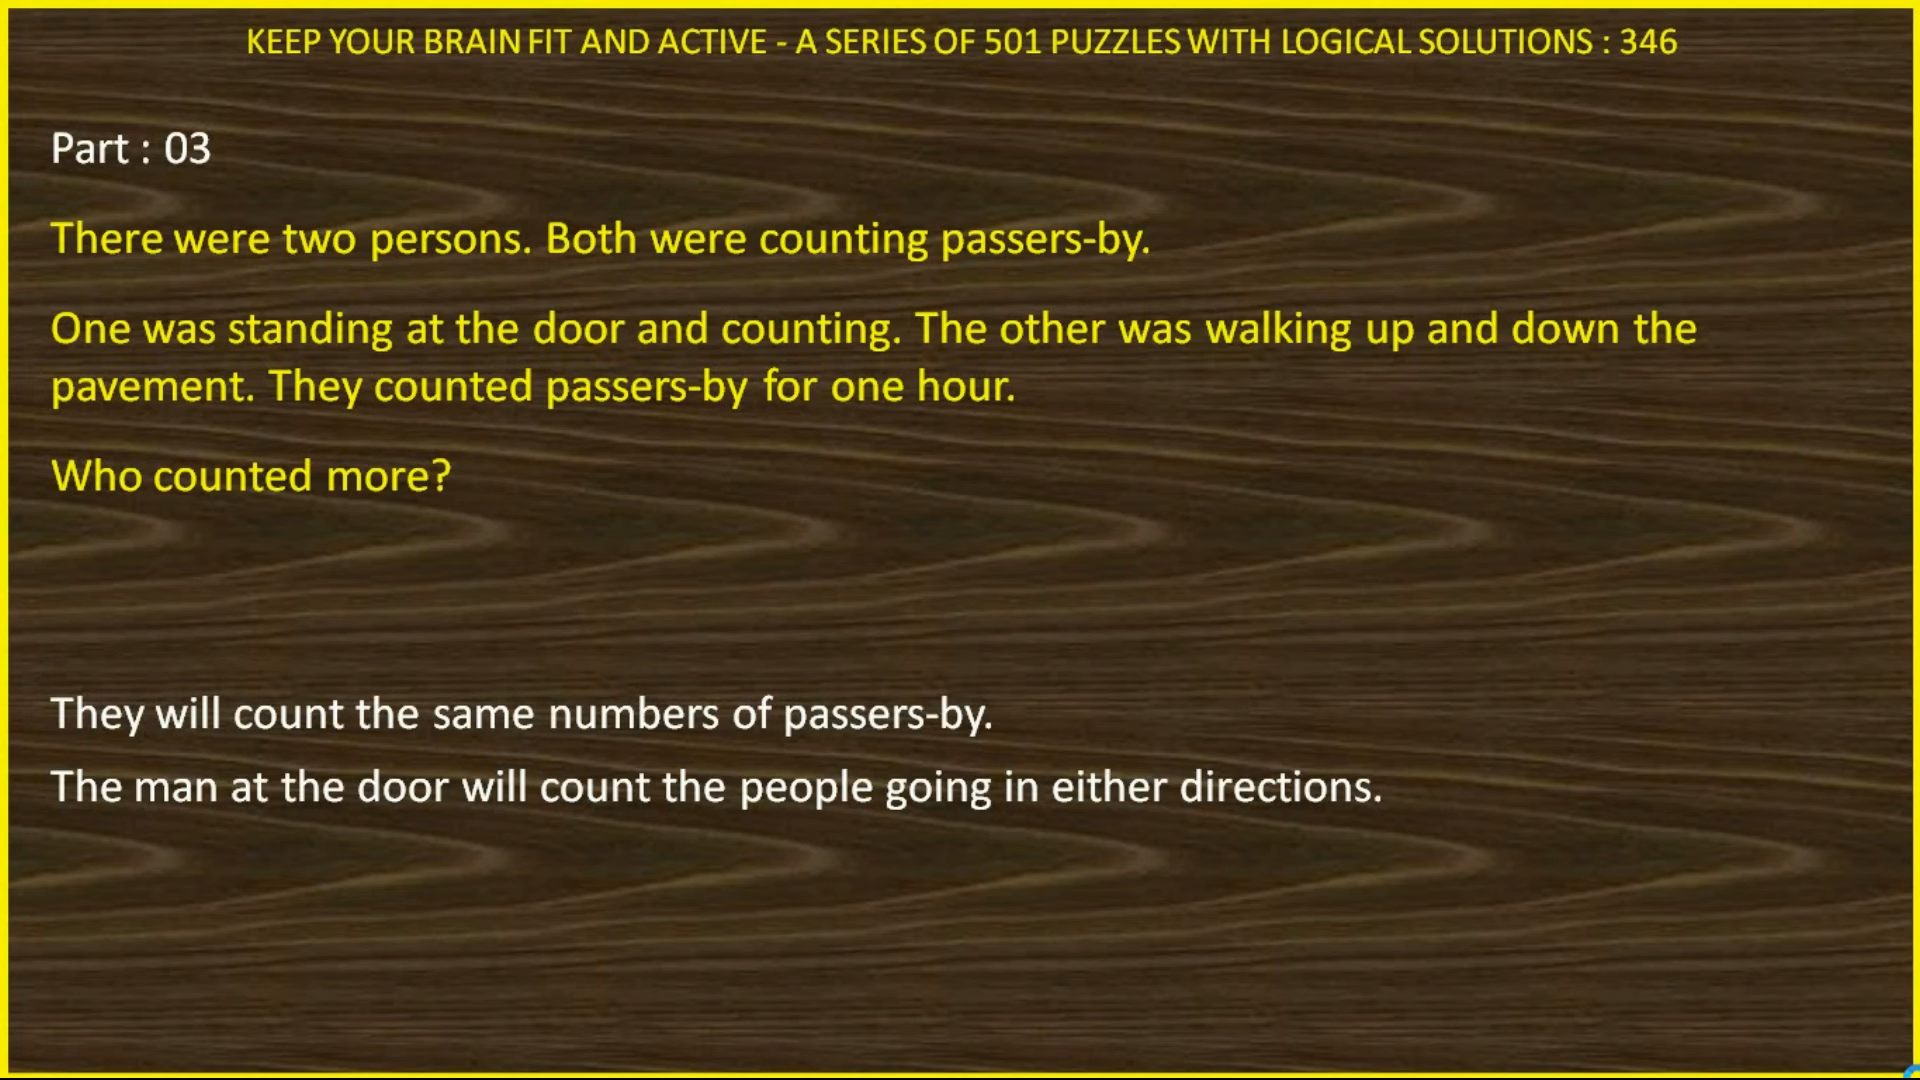 KEEP YOUR BRAIN FIT AND ACTIVE - A SERIES OF 501 PUZZLES WITH LOGICAL SOLUTIONS : 346
Part : 03
There were two persons. Both were counting passers-by.
One was standing at the door and counting. The other was walking up and down the
pavement. They counted passers-by for one hour.
Who counted more?
They will count the same numbers of passers-by.
The man at the door will count the people going in either directions.